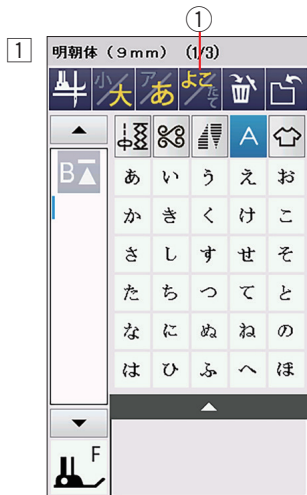 ①
1
明朝体（9mm） (1/3)
小/大 ア/あ よこ/たて
A
B
あ い う え お
か き く け こ
さ し す せ そ
た ち つ て と
な に ぬ ね の
は ひ ふ へ ほ
F